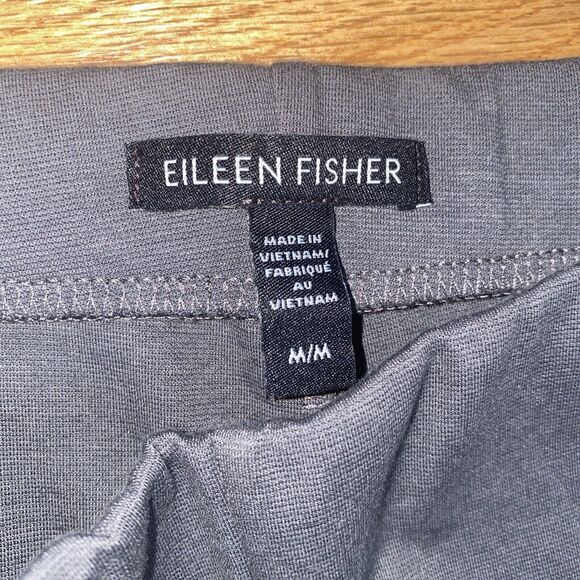 EILEEN FISHER
MADE IN
VIETNAM/
FABRIQUÉ
AU
VIETNAM
M/M